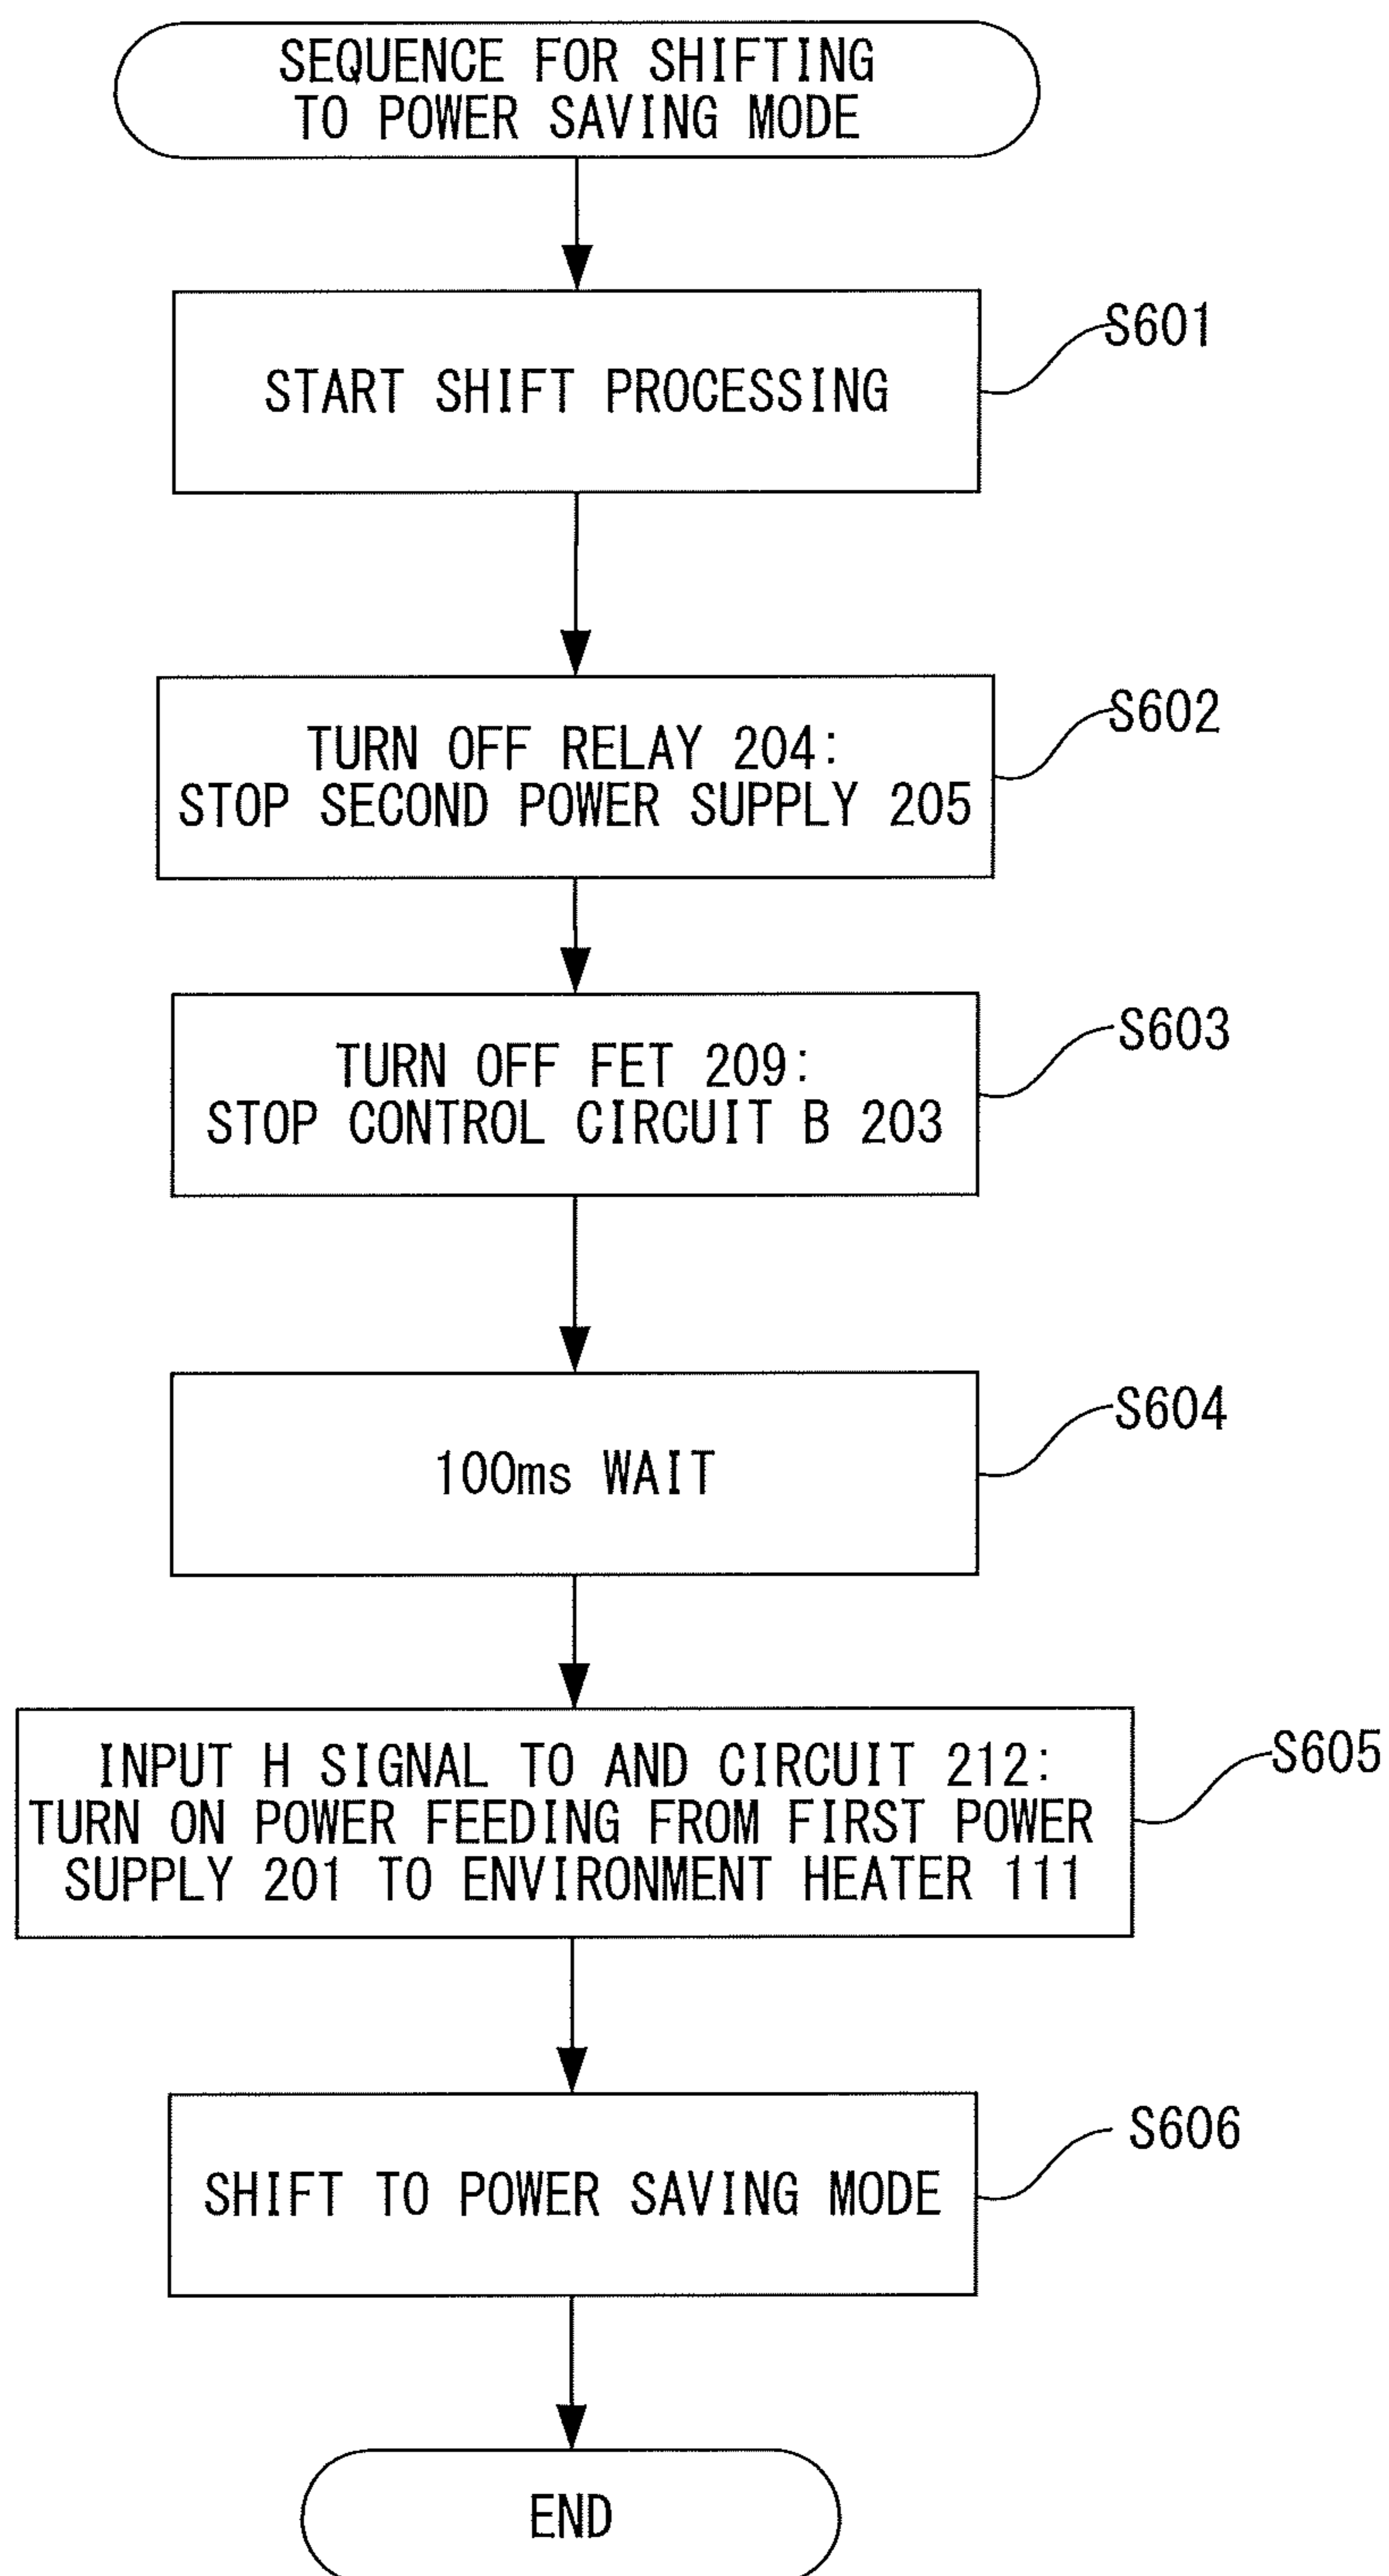 SEQUENCE FOR SHIFTING
TO POWER SAVING MODE
START SHIFT PROCESSING
S601
TURN OFF RELAY 204:
STOP SECOND POWER SUPPLY 205
S602
TURN OFF FET 209:
STOP CONTROL CIRCUIT B 203
S603
100ms WAIT
S604
INPUT H SIGNAL TO AND CIRCUIT 212:
TURN ON POWER FEEDING FROM FIRST POWER
SUPPLY 201 TO ENVIRONMENT HEATER 111
S605
SHIFT TO POWER SAVING MODE
S606
END